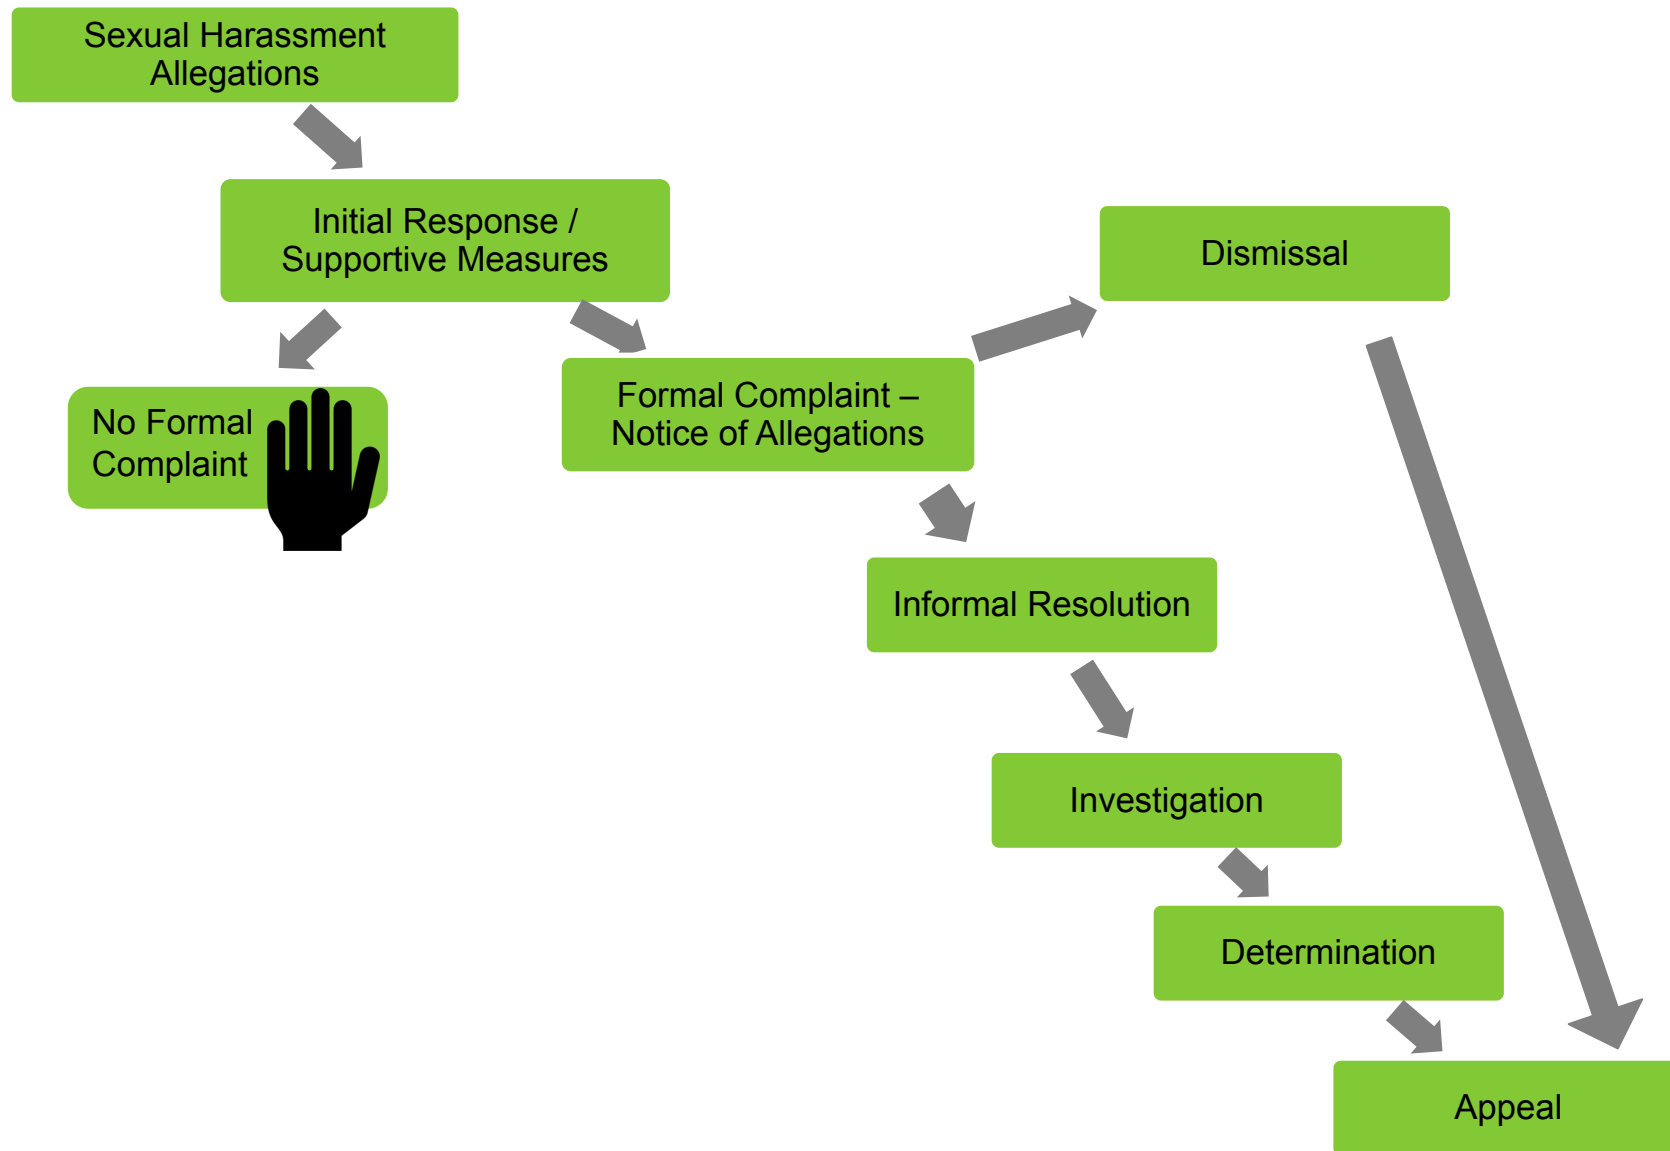 Sexual Harassment
Allegations
Initial Response /
Supportive Measures
Dismissal
No Formal
Complaint
Formal Complaint –
Notice of Allegations
Informal Resolution
Investigation
Determination
Appeal